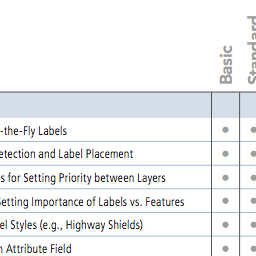 Basic
Standard
-the-Fly Labels
etection and Label Placement
s for Setting Priority between Layers
Setting Importance of Labels vs. Features
el Styles (e.g., Highway Shields)
n Attribute Field